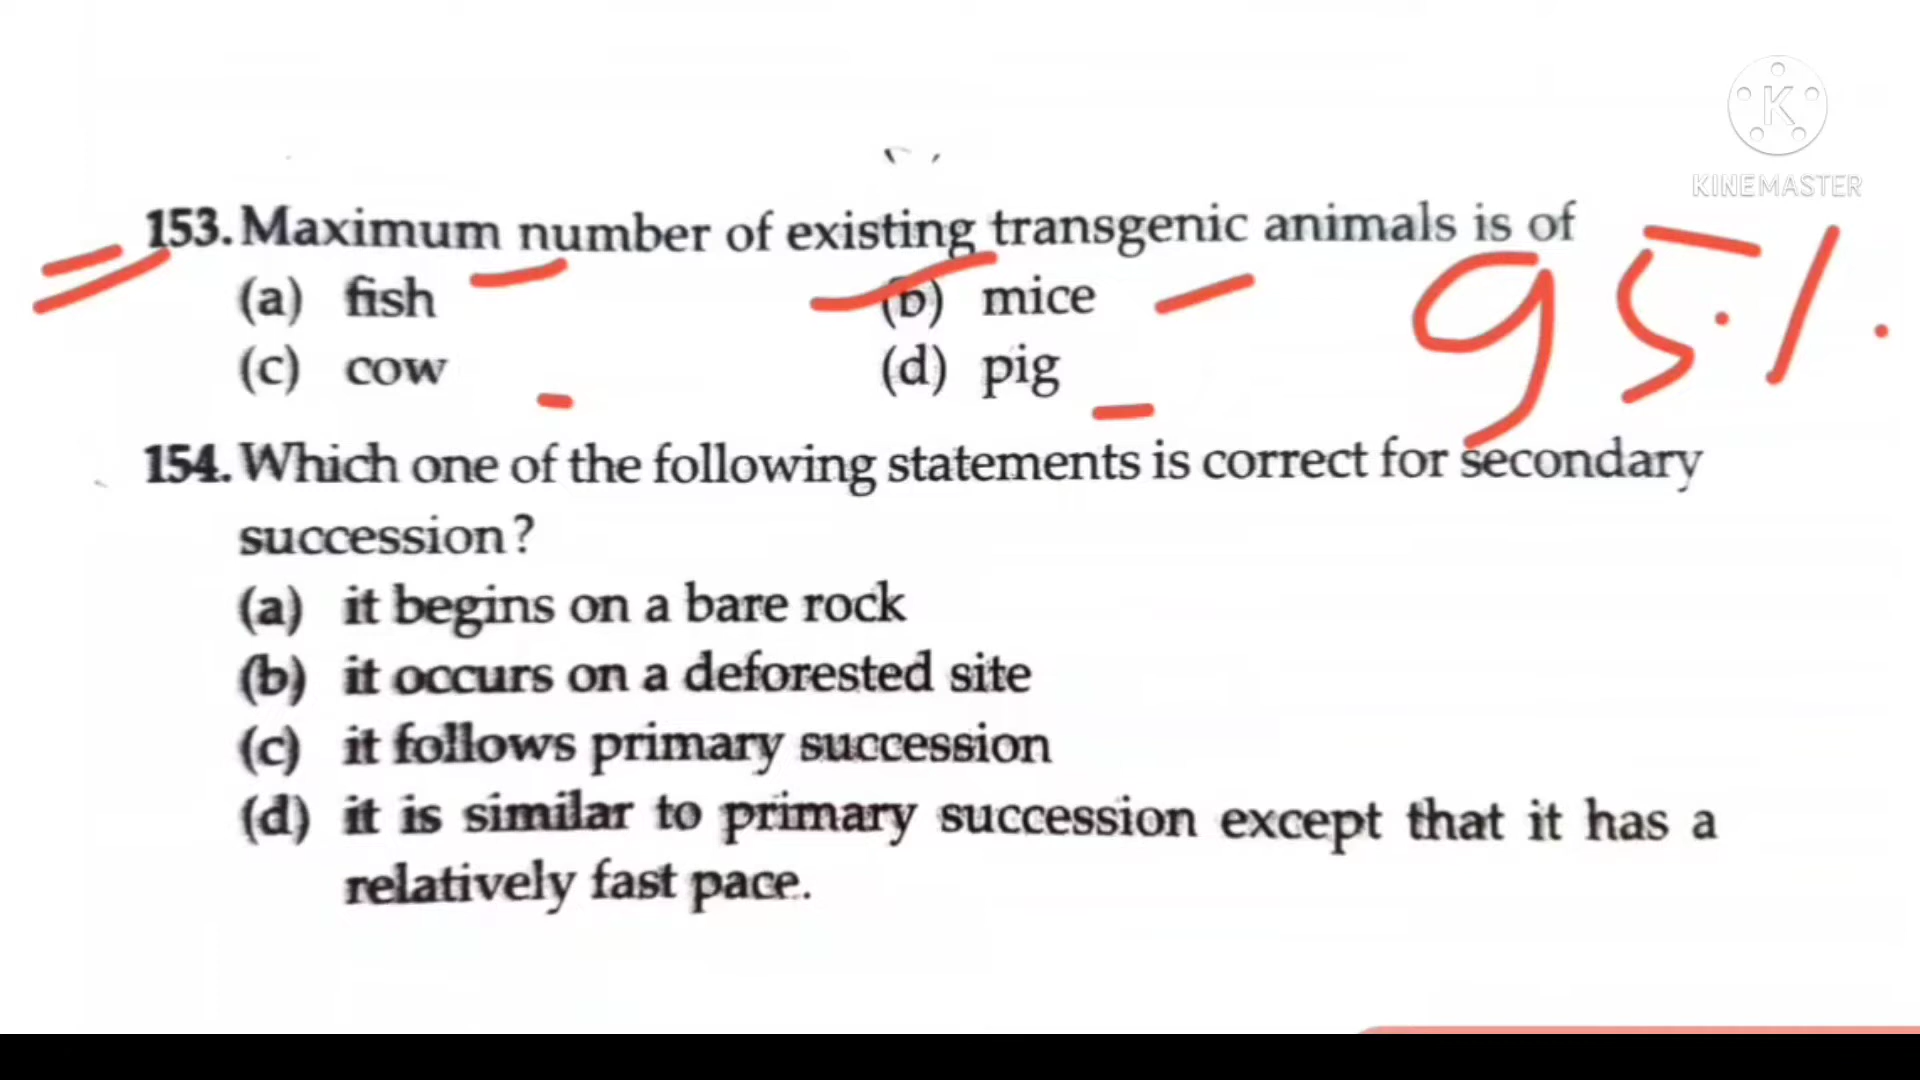 K
KINEMASTER
153. Maximum number of existing transgenic animals is of
(a) fish (b) mice
(c) cow (d) pig
95%.
154. Which one of the following statements is correct for secondary
succession?
(a) it begins on a bare rock
(b) it occurs on a deforested site
(c) it follows primary succession
(d) it is similar to primary succession except that it has a
relatively fast pace.